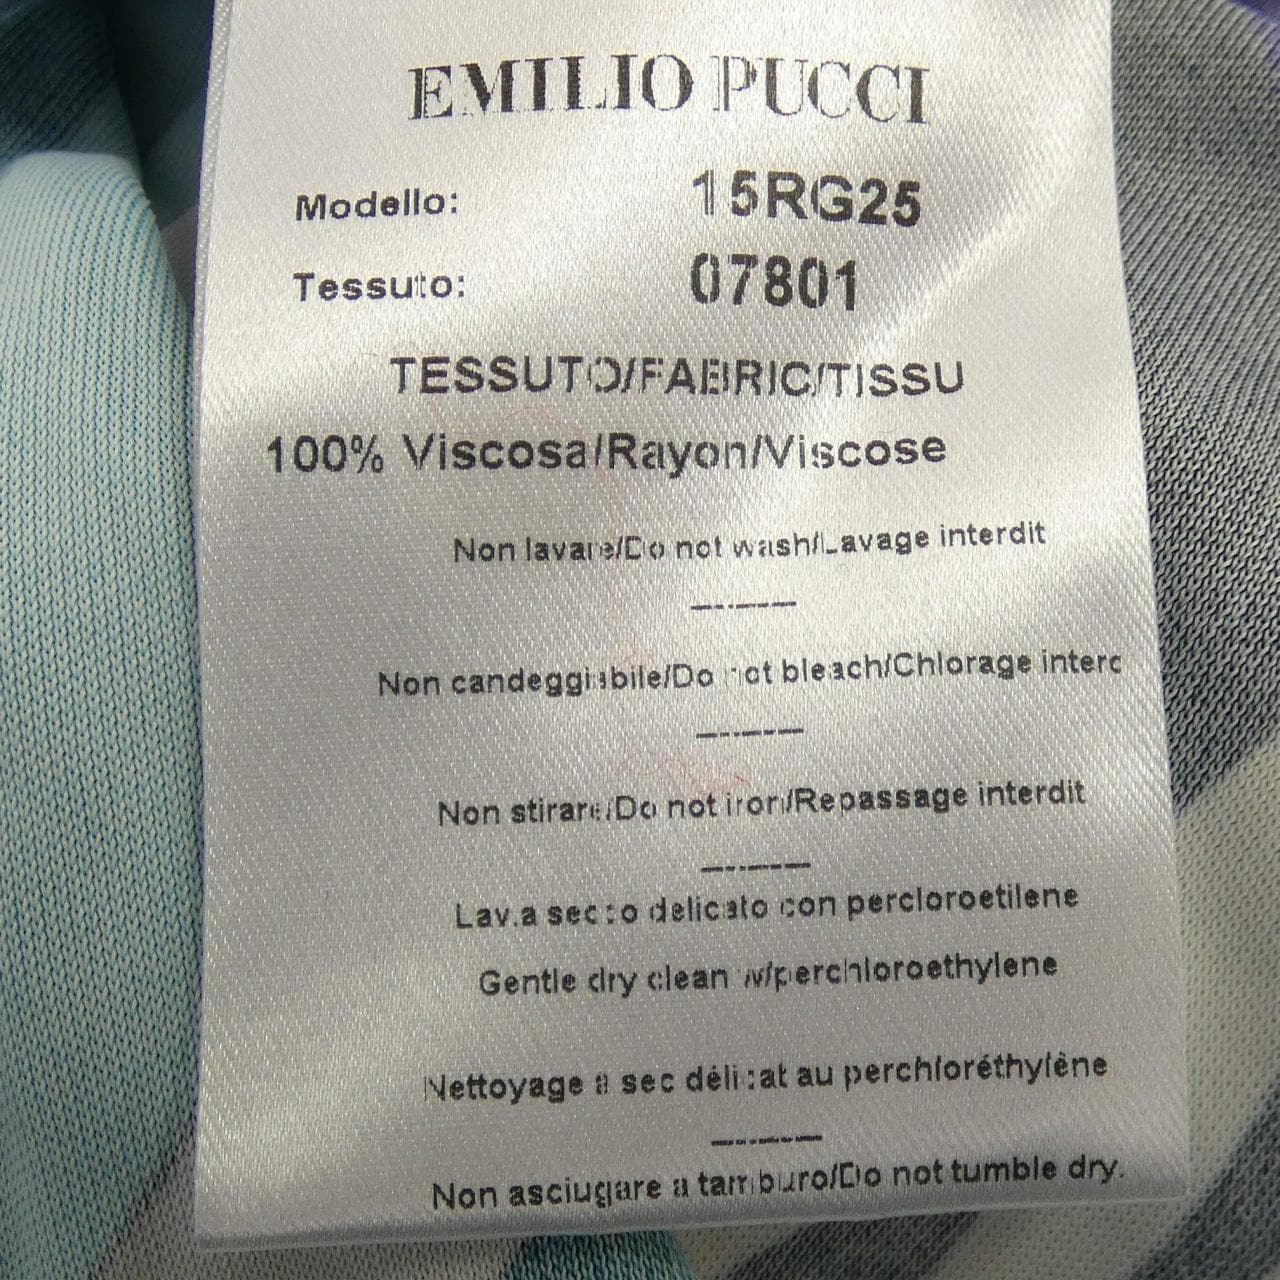 EMILIO PUCCI
Modello: 15RG25
Tessuto: 07801
TESSUTO/FABRIC/TISSU
100% Viscosa/Rayon/Viscose
Non lavare/Do not wash/Lavage interdit
-------
Non candeggiabile/Do not bleach/Chlorage interd
-------
Non stirare/Do not iron/Repassage interdit
-------
Lav.a secco delicato con percloroetilene
Gentle dry clean w/perchloroethylene
Nettoyage a sec délicat au perchloréthylène
-------
Non asciugare a tamburo/Do not tumble dry.